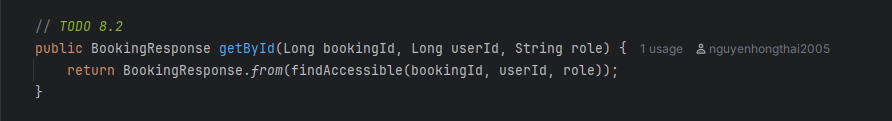 // TODO 8.2
public BookingResponse getById(Long bookingId, Long userId, String role) { 1 usage nguyenhongthai2005
    return BookingResponse.from(findAccessible(bookingId, userId, role));
}